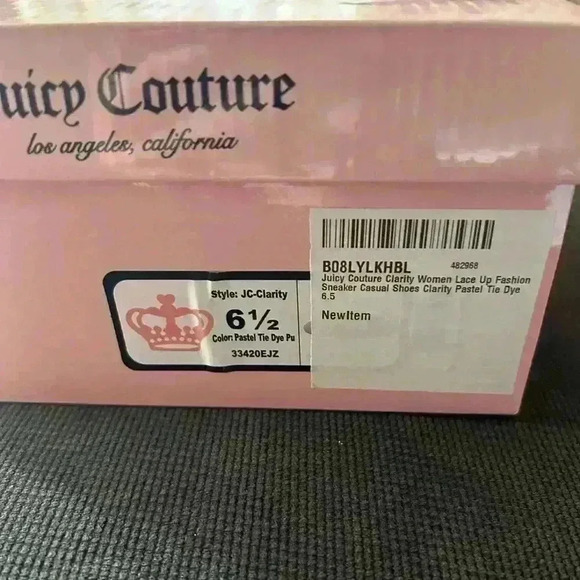 uicy Couture
los angeles, california
B08LYLKHBL 482968
Juicy Couture Clarity Women Lace Up Fashion
Sneaker Casual Shoes Clarity Pastel Tie Dye
6.5
NewItem
Style: JC-Clarity
6½
Color: Pastel Tie Dye Pu
33420EJZ